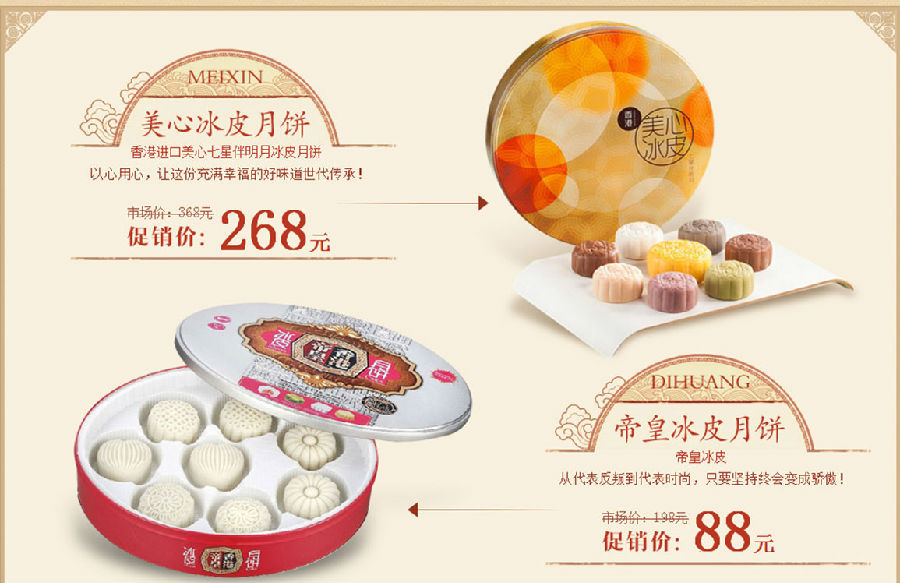 MEIXIN
美心冰皮月饼
香港进口美心七星伴明月冰皮月饼
以心用心，让这份充满幸福的好味道世代传承！
市场价：368元
促销价：268元
香港
美心
冰皮
DIHUANG
帝皇冰皮月饼
帝皇冰皮
从代表反叛到代表时尚，只要坚持终会变成骄傲！
市场价：198元
促销价：88元